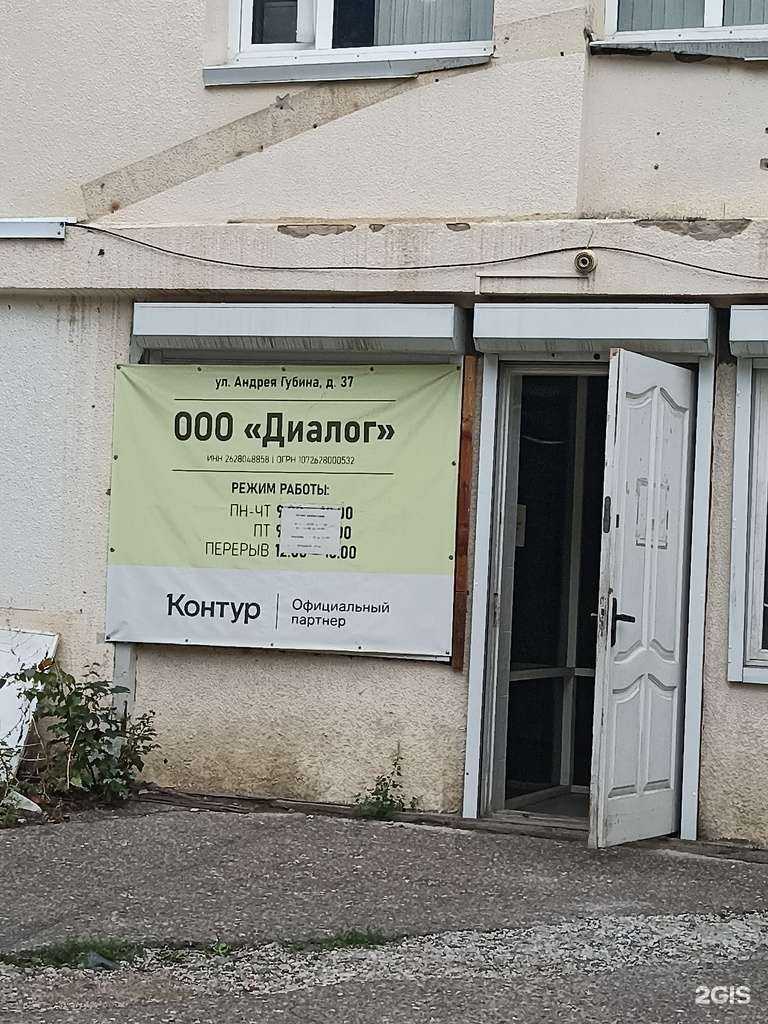 ул. Андрея Губина, д. 37
ООО «Диалог»
ИНН 2628048858 | ОГРН 1072628000532
РЕЖИМ РАБОТЫ:
ПН-ЧТ
ПТ
ПЕРЕРЫВ
Контур
Официальный
партнер
2GIS